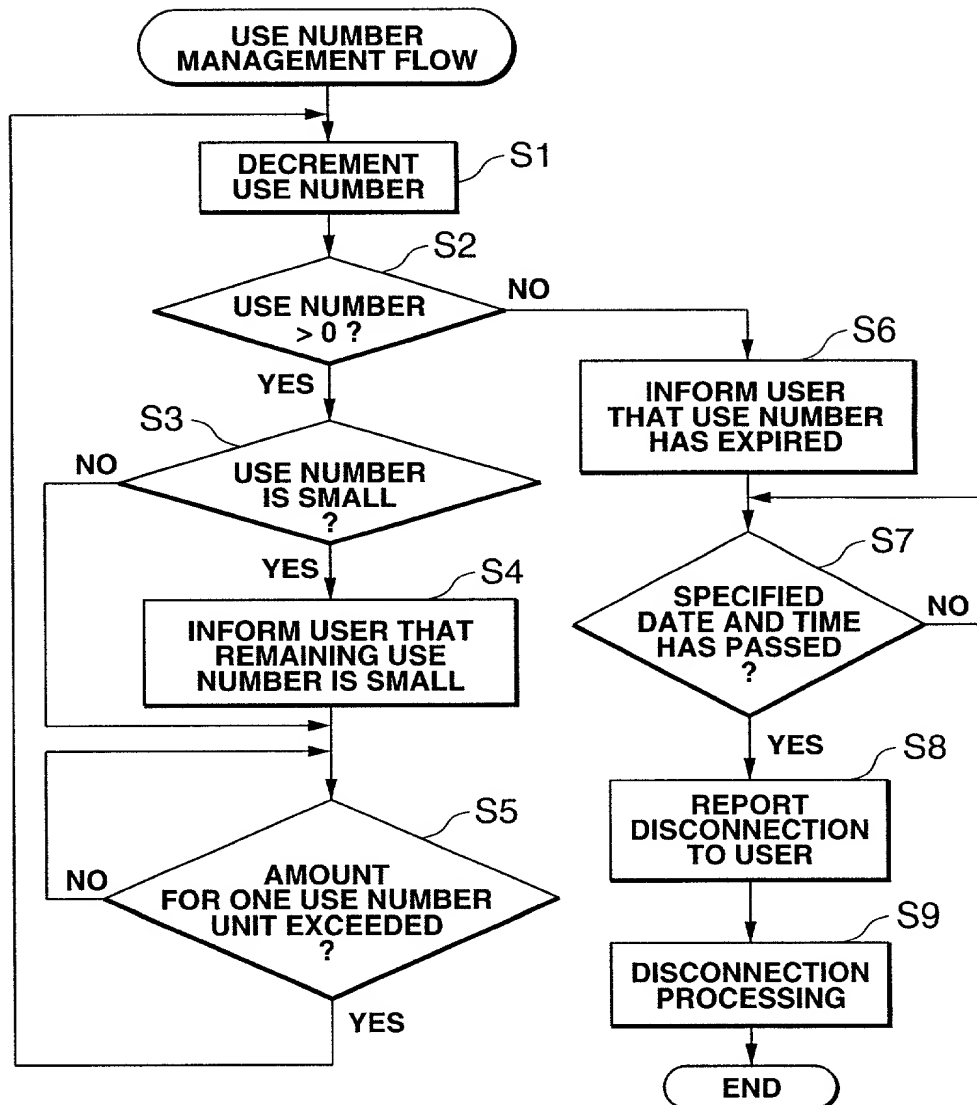 USE NUMBER
MANAGEMENT FLOW
DECREMENT
USE NUMBER
S1
S2
USE NUMBER
> 0 ?
NO
YES
S3
NO
USE NUMBER
IS SMALL
?
YES
S4
INFORM USER THAT
REMAINING USE
NUMBER IS SMALL
S5
NO
AMOUNT
FOR ONE USE NUMBER
UNIT EXCEEDED
?
YES
S6
INFORM USER
THAT USE NUMBER
HAS EXPIRED
S7
SPECIFIED
DATE AND TIME
HAS PASSED
?
NO
YES
S8
REPORT
DISCONNECTION
TO USER
S9
DISCONNECTION
PROCESSING
END